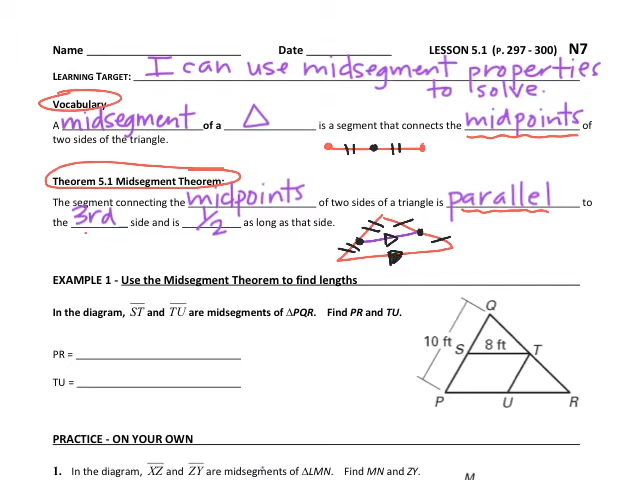 Name ____________ Date ____________ LESSON 5.1 (P. 297 - 300) N7
LEARNING TARGET: I can use midsegment properties
to solve.
Vocabulary
A midsegment of a △ is a segment that connects the midpoints of
two sides of the triangle.
Theorem 5.1 Midsegment Theorem:
The segment connecting the midpoints of two sides of a triangle is parallel to
the 3rd side and is 1/2 as long as that side.
EXAMPLE 1 - Use the Midsegment Theorem to find lengths
In the diagram, ST and TU are midsegments of ∆PQR. Find PR and TU.
Q
10 ft S 8 ft T
PR = ____________
TU = ____________
P U R
PRACTICE - ON YOUR OWN
1. In the diagram, XZ and ZY are midsegments of ∆LMN. Find MN and ZY.
M